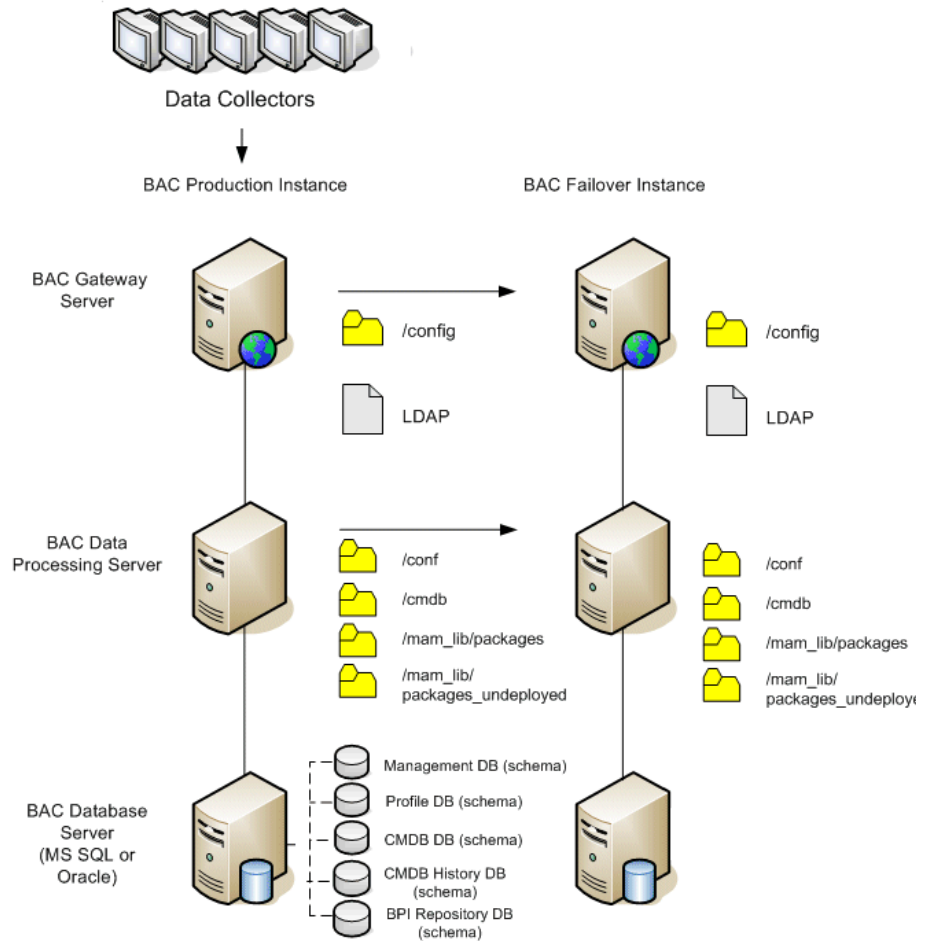 Data Collectors
BAC Production Instance
BAC Failover Instance
BAC Gateway
Server
/config
LDAP
/config
LDAP
BAC Data
Processing Server
/conf
/cmdb
/mam_lib/packages
/mam_lib/
packages_undeployed
/conf
/cmdb
/mam_lib/packages
/mam_lib/
packages_undeploye
BAC Database
Server
(MS SQL or
Oracle)
Management DB (schema)
Profile DB (schema)
CMDB DB (schema)
CMDB History DB
(schema)
BPI Repository DB
(schema)